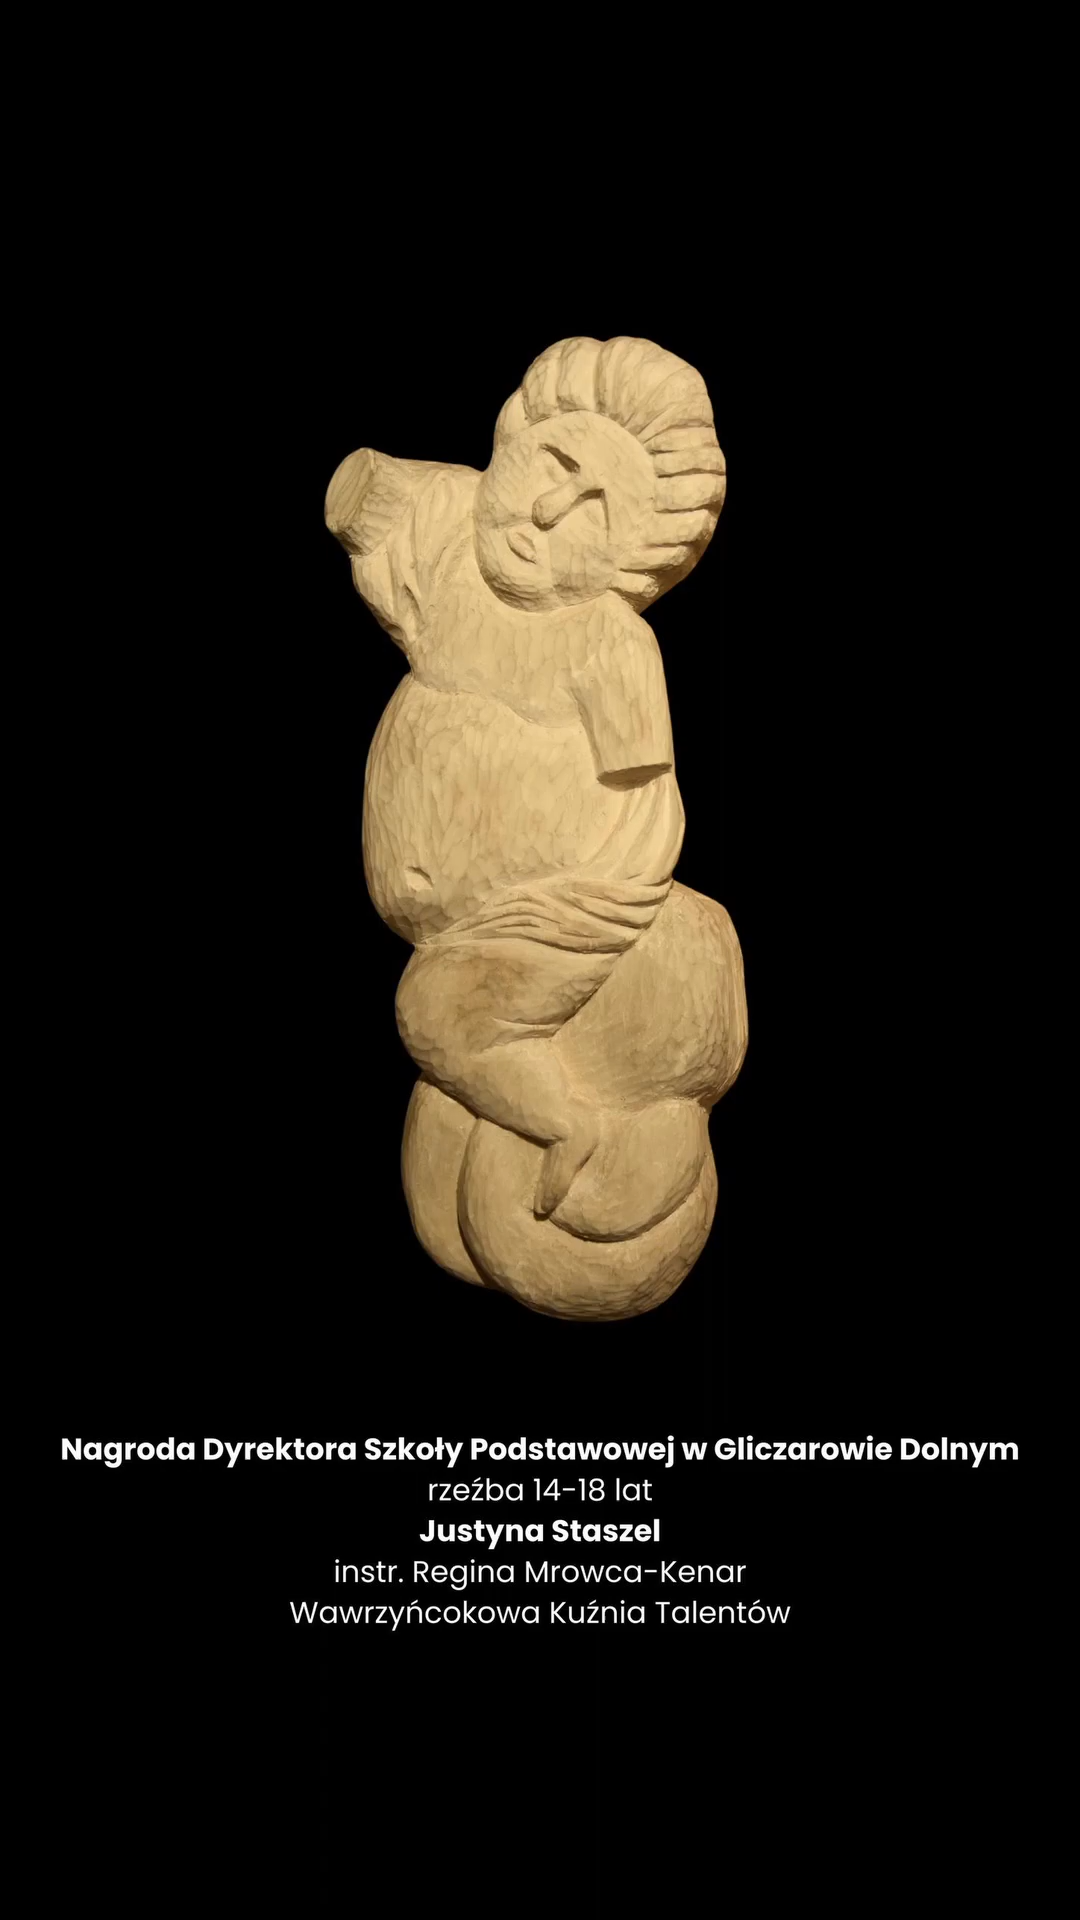 Nagroda Dyrektora Szkoły Podstawowej w Gliczarowie Dolnym
rzeźba 14-18 lat
Justyna Staszel
instr. Regina Mrowca-Kenar
Wawrzyńcokowa Kuźnia Talentów